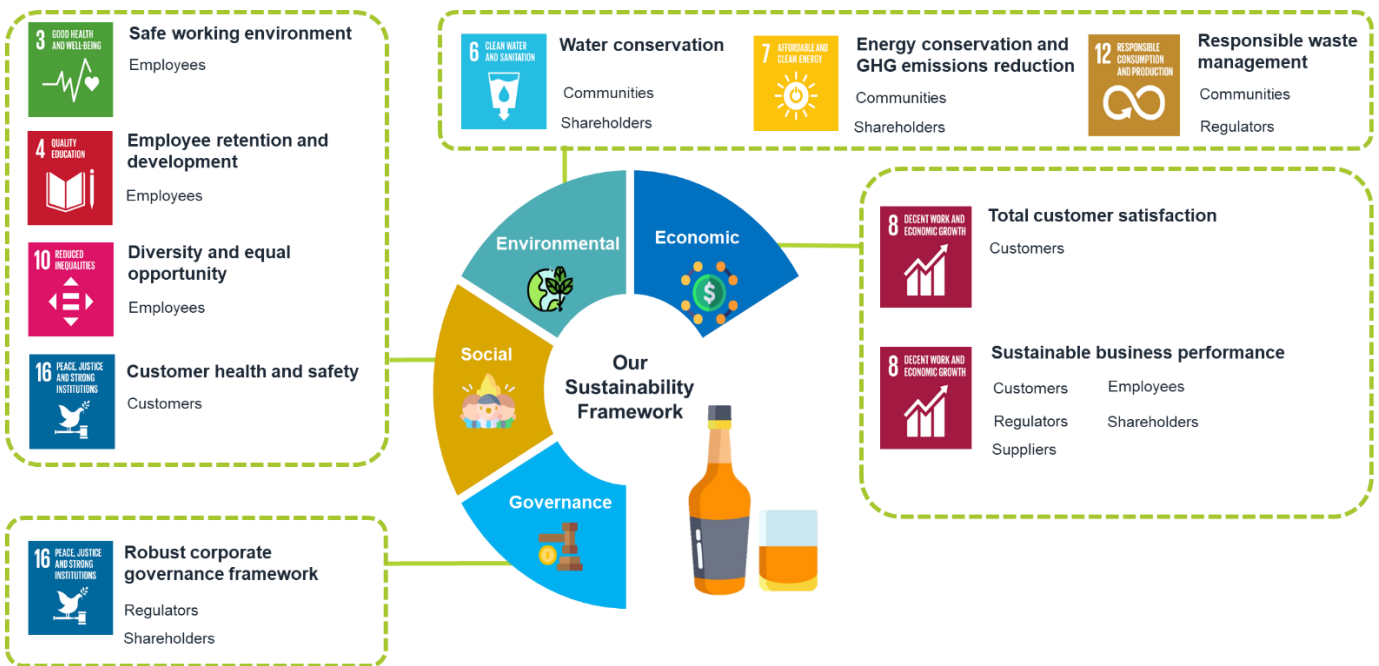 3 GOOD HEALTH
AND WELL-BEING
Safe working environment
Employees
4 QUALITY
EDUCATION
Employee retention and
development
Employees
10 REDUCED
INEQUALITIES
Diversity and equal
opportunity
Employees
16 PEACE, JUSTICE
AND STRONG
INSTITUTIONS
Customer health and safety
Customers
16 PEACE, JUSTICE
AND STRONG
INSTITUTIONS
Robust corporate
governance framework
Regulators
Shareholders
6 CLEAN WATER
AND SANITATION
Water conservation
Communities
Shareholders
7 AFFORDABLE AND
CLEAN ENERGY
Energy conservation and
GHG emissions reduction
Communities
Shareholders
12 RESPONSIBLE
CONSUMPTION
AND PRODUCTION
Responsible waste
management
Communities
Regulators
Environmental
Economic
$
Social
Governance
Our
Sustainability
Framework
8 DECENT WORK AND
ECONOMIC GROWTH
Total customer satisfaction
Customers
8 DECENT WORK AND
ECONOMIC GROWTH
Sustainable business performance
Customers Employees
Regulators Shareholders
Suppliers